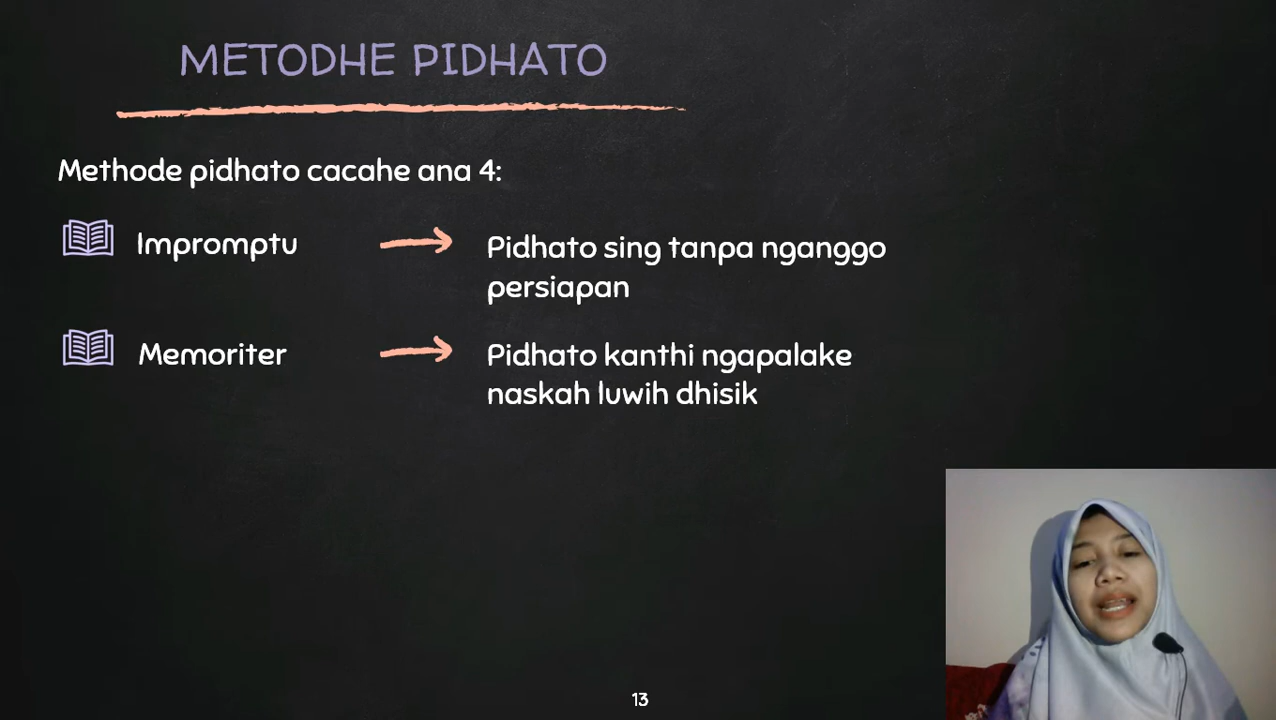 METODHE PIDHATO
Methode pidhato cacahe ana 4:
Impromptu
Pidhato sing tanpa nganggo
persiapan
Memoriter
Pidhato kanthi ngapalake
naskah luwih dhisik
13